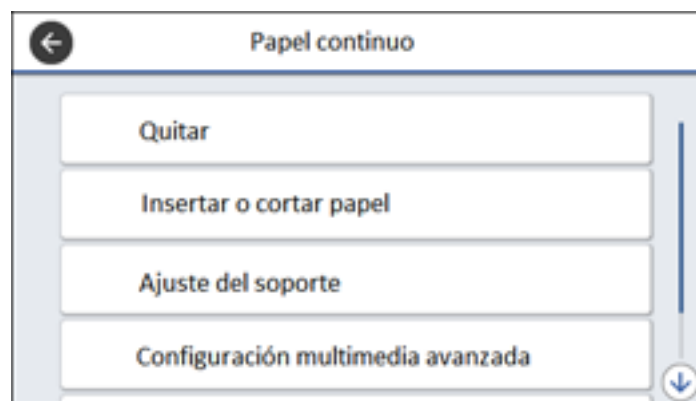 Papel continuo
Quitar
Insertar o cortar papel
Ajuste del soporte
Configuración multimedia avanzada